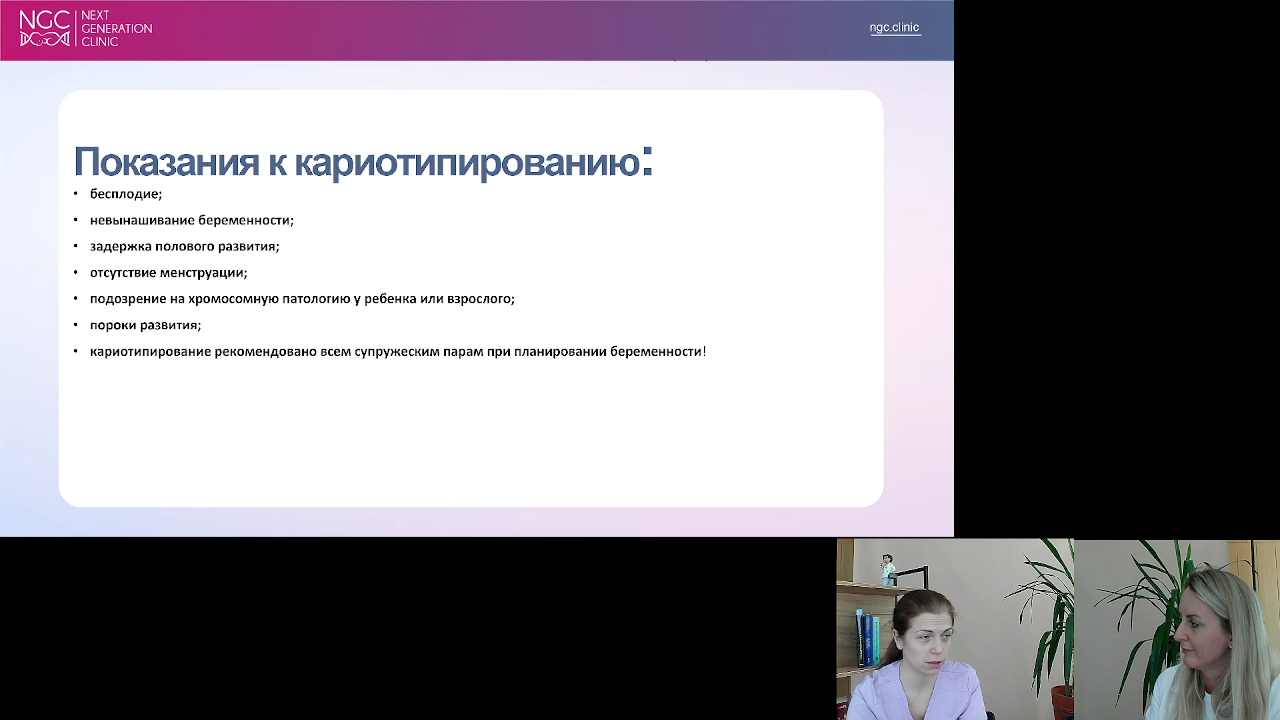 NGC
NEXT
GENERATION
CLINIC
ngc.clinic
Показания к кариотипированию:
• бесплодие;
• невынашивание беременности;
• задержка полового развития;
• отсутствие менструации;
• подозрение на хромосомную патологию у ребенка или взрослого;
• пороки развития;
• кариотипирование рекомендовано всем супружеским парам при планировании беременности!